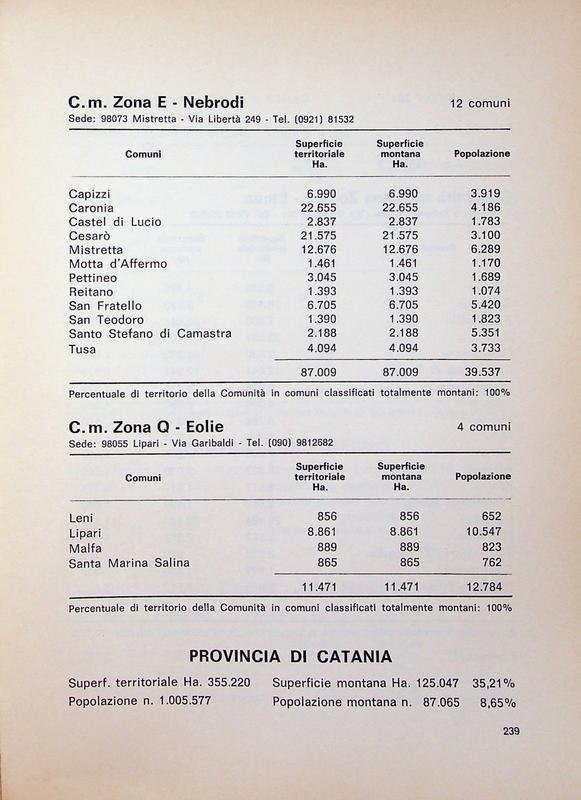 C.m. Zona E - Nebrodi 12 comuni
Sede: 98073 Mistretta - Via Libertà 249 - Tel. (0921) 81532
Comuni Superficie territoriale Ha. Superficie montana Ha. Popolazione
Capizzi 6.990 6.990 3.919
Caronia 22.655 22.655 4.186
Castel di Lucio 2.837 2.837 1.783
Cesarò 21.575 21.575 3.100
Mistretta 12.676 12.676 6.289
Motta d'Affermo 1.461 1.461 1.170
Pettineo 3.045 3.045 1.689
Reitano 1.393 1.393 1.074
San Fratello 6.705 6.705 5.420
San Teodoro 1.390 1.390 1.823
Santo Stefano di Camastra 2.188 2.188 5.351
Tusa 4.094 4.094 3.733
87.009 87.009 39.537
Percentuale di territorio della Comunità in comuni classificati totalmente montani: 100%
C.m. Zona Q - Eolie 4 comuni
Sede: 98055 Lipari - Via Garibaldi - Tel. (090) 9812682
Comuni Superficie territoriale Ha. Superficie montana Ha. Popolazione
Leni 856 856 652
Lipari 8.861 8.861 10.547
Malfa 889 889 823
Santa Marina Salina 865 865 762
11.471 11.471 12.784
Percentuale di territorio della Comunità in comuni classificati totalmente montani: 100%
PROVINCIA DI CATANIA
Superf. territoriale Ha. 355.220 Superficie montana Ha. 125.047 35,21%
Popolazione n. 1.005.577 Popolazione montana n. 87.065 8,65%
239